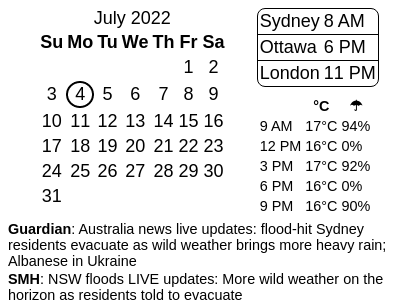 July 2022
Su Mo Tu We Th Fr Sa
1 2
3 4 5 6 7 8 9
10 11 12 13 14 15 16
17 18 19 20 21 22 23
24 25 26 27 28 29 30
31
Sydney 8 AM
Ottawa 6 PM
London 11 PM
°C ☂
9 AM 17°C 94%
12 PM 16°C 0%
3 PM 17°C 92%
6 PM 16°C 0%
9 PM 16°C 90%
Guardian: Australia news live updates: flood-hit Sydney
residents evacuate as wild weather brings more heavy rain;
Albanese in Ukraine
SMH: NSW floods LIVE updates: More wild weather on the
horizon as residents told to evacuate